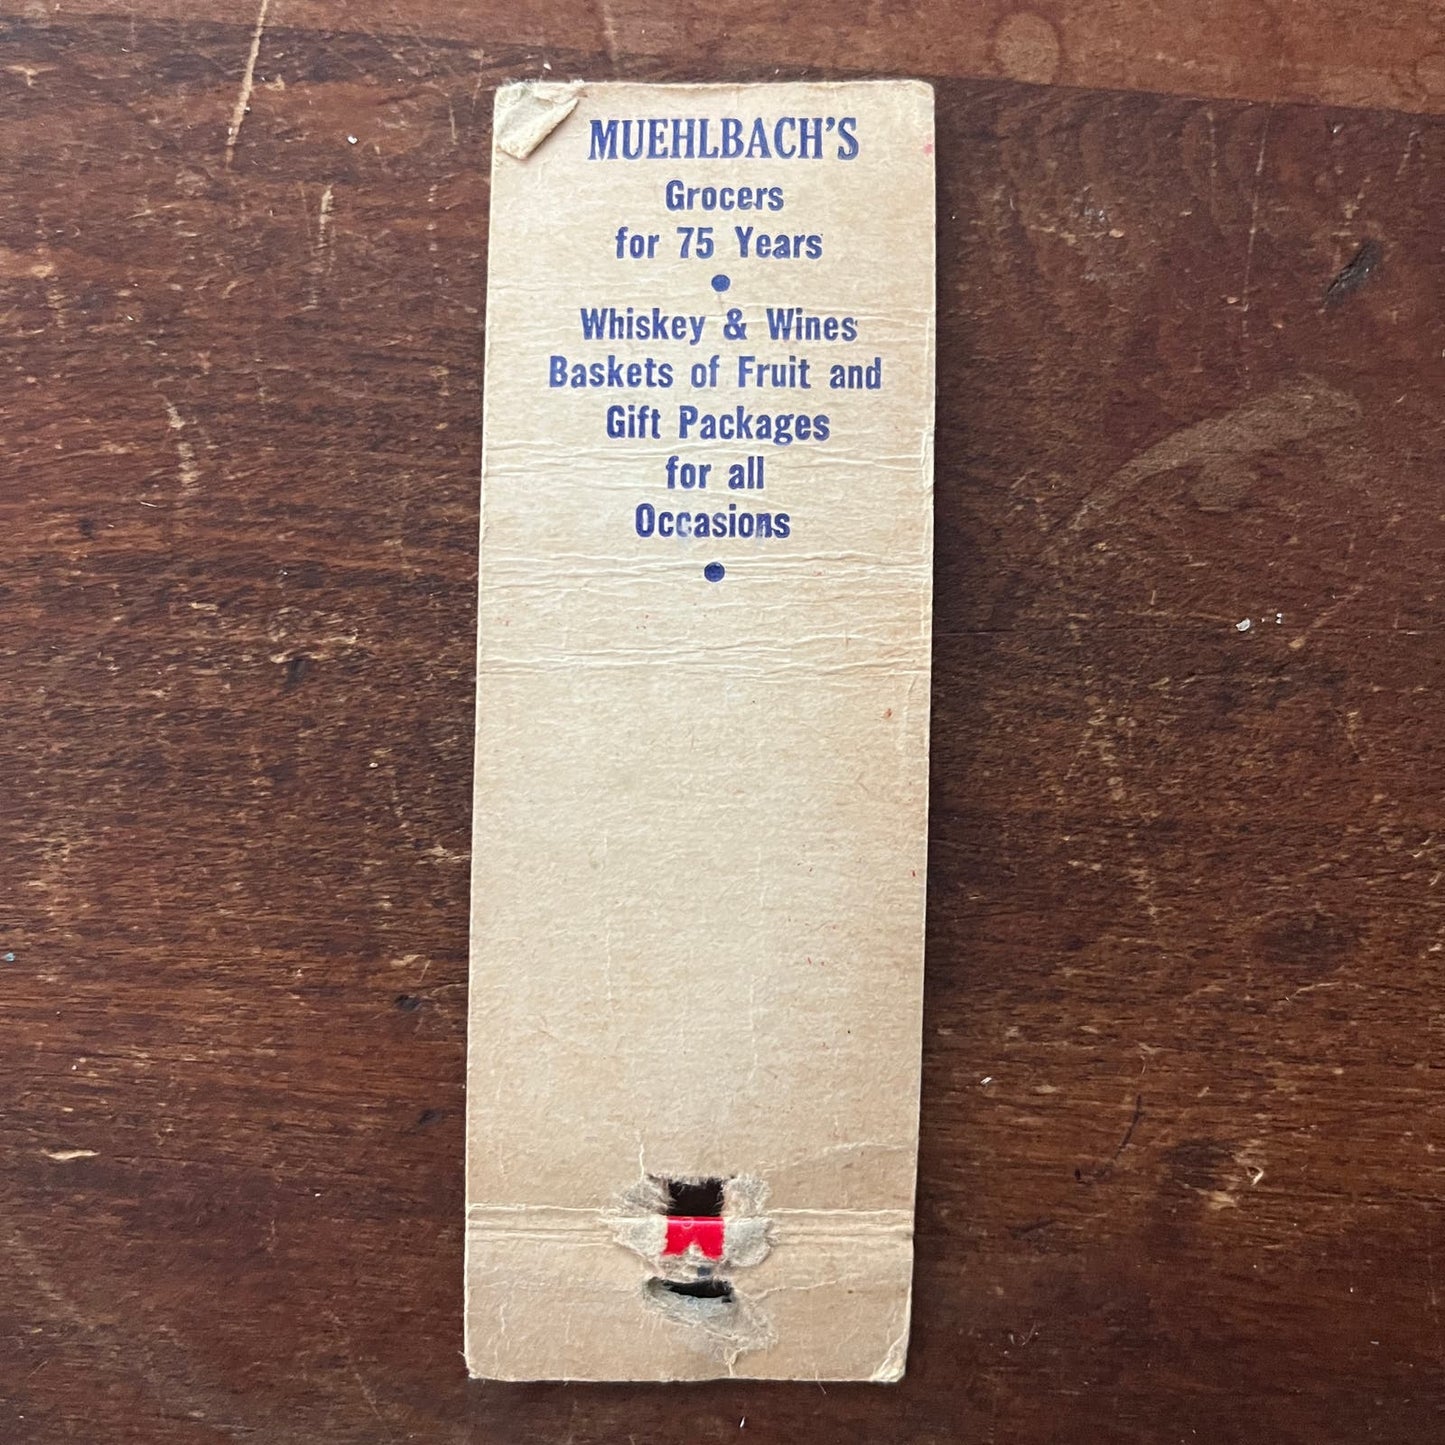 MUEHLBACH'S
Grocers
for 75 Years
Whiskey & Wines
Baskets of Fruit and
Gift Packages
for all
Occasions